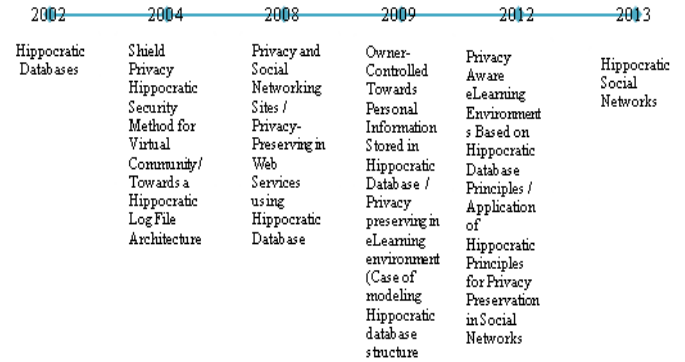 2002 2004 2008 2009 2012 2013
Hippocratic
Databases
Shield
Privacy
Hippocratic
Security
Method for
Virtual
Community/
Towards a
Hippocratic
Log File
Architecture
Privacy and
Social
Networking
Sites /
Privacy-
Preserving in
Web
Services
using
Hippocratic
Database
Owner-
Controlled
Towards
Personal
Information
Stored in
Hippocratic
Database /
Privacy
preserving in
eLearning
environment
(Case of
modeling
Hippocratic
database
structure
Privacy
Aware
eLearning
Environment
s Based on
Hippocratic
Database
Principles /
Application
of
Hippocratic
Principles
for Privacy
Preservation
in Social
Networks
Hippocratic
Social
Networks